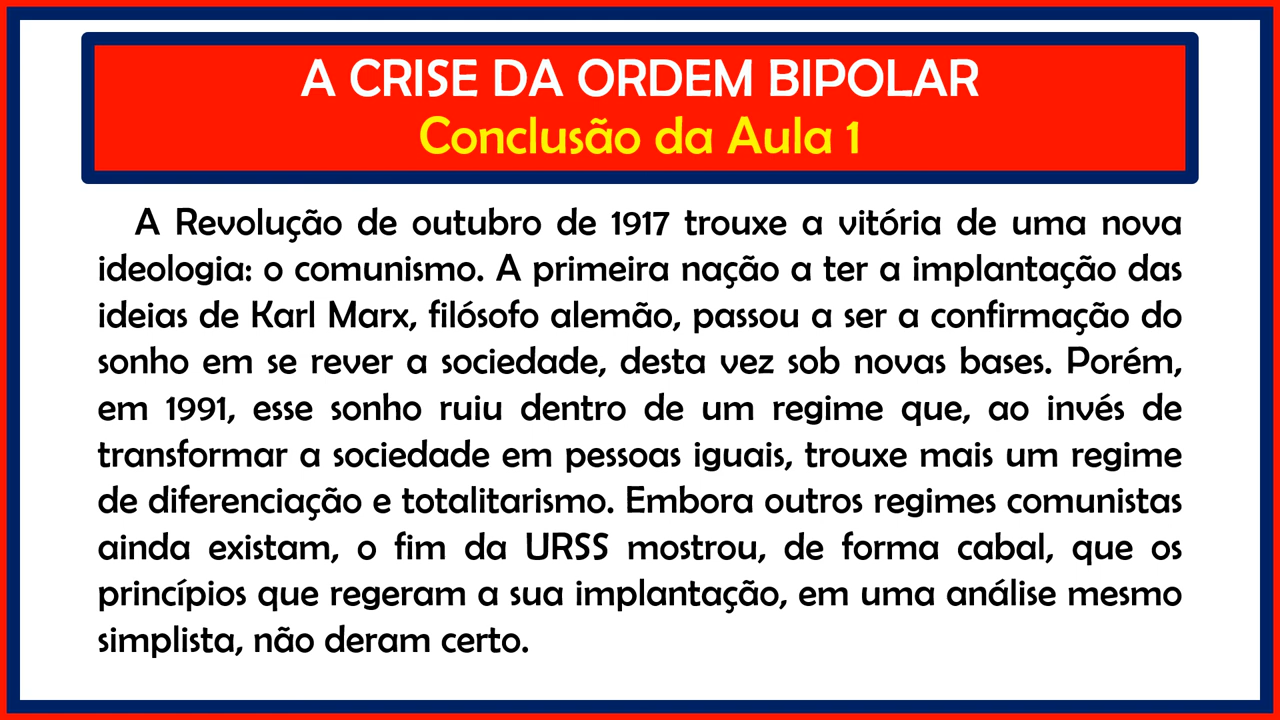 A CRISE DA ORDEM BIPOLAR
Conclusão da Aula 1
A Revolução de outubro de 1917 trouxe a vitória de uma nova
ideologia: o comunismo. A primeira nação a ter a implantação das
ideias de Karl Marx, filósofo alemão, passou a ser a confirmação do
sonho em se rever a sociedade, desta vez sob novas bases. Porém,
em 1991, esse sonho ruiu dentro de um regime que, ao invés de
transformar a sociedade em pessoas iguais, trouxe mais um regime
de diferenciação e totalitarismo. Embora outros regimes comunistas
ainda existam, o fim da URSS mostrou, de forma cabal, que os
princípios que regeram a sua implantação, em uma análise mesmo
simplista, não deram certo.